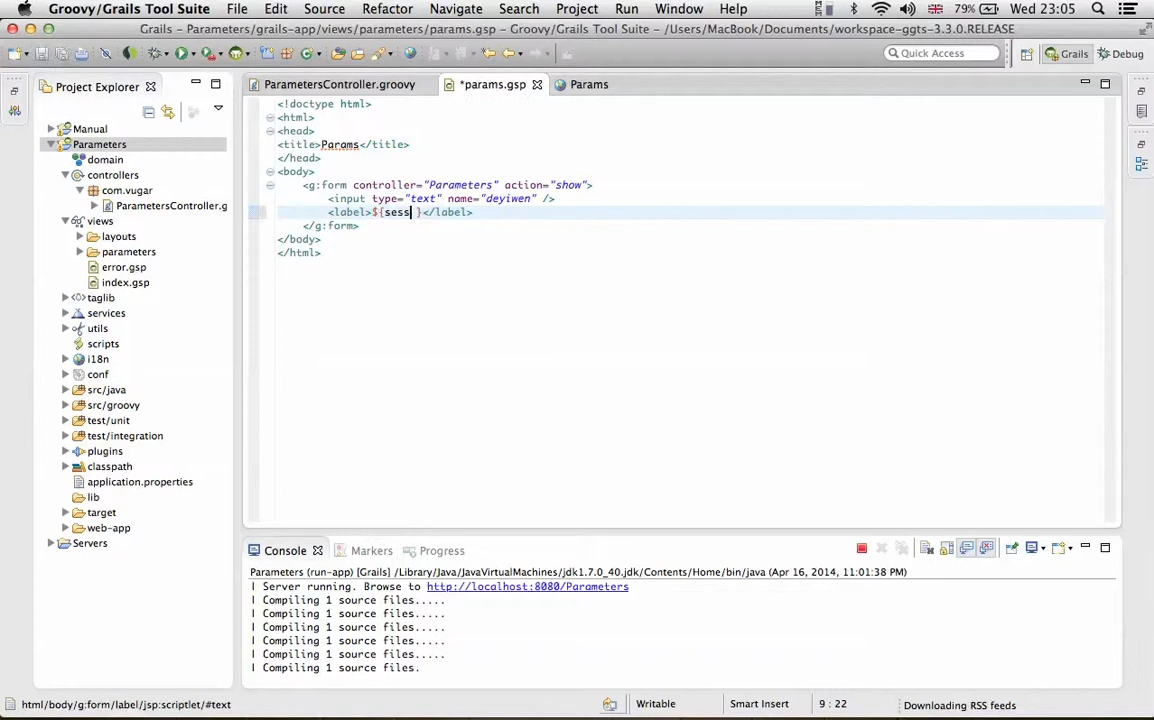 Groovy/Grails Tool Suite File Edit Source Refactor Navigate Search Project Run Window Help 79% Wed 23:05
Grails - Parameters/grails-app/views/parameters/params.gsp - Groovy/Grails Tool Suite - /Users/MacBook/Documents/workspace-ggts-3.3.0.RELEASE
Quick Access Grails Debug
Project Explorer
Manual
Parameters
domain
controllers
com.vugar
ParametersController.g
views
layouts
parameters
error.gsp
index.gsp
taglib
services
utils
scripts
i18n
conf
src/java
src/groovy
test/unit
test/integration
plugins
classpath
application.properties
lib
target
web-app
Servers
ParametersController.groovy *params.gsp Params
<!doctype html>
<html>
<head>
<title>Params</title>
</head>
<body>
<g:form controller="Parameters" action="show">
<input type="text" name="deyiwen" />
<label>${sess }</label>
</g:form>
</body>
</html>
Console Markers Progress
Parameters (run-app) [Grails] /Library/Java/JavaVirtualMachines/jdk1.7.0_40.jdk/Contents/Home/bin/java (Apr 16, 2014, 11:01:38 PM)
| Server running. Browse to http://localhost:8080/Parameters
| Compiling 1 source files.....
| Compiling 1 source files.....
| Compiling 1 source files.....
| Compiling 1 source files.....
| Compiling 1 source files.....
| Compiling 1 source files.
html/body/g:form/label/jsp:scriptlet/#text Writable Smart Insert 9 : 22 Downloading RSS feeds